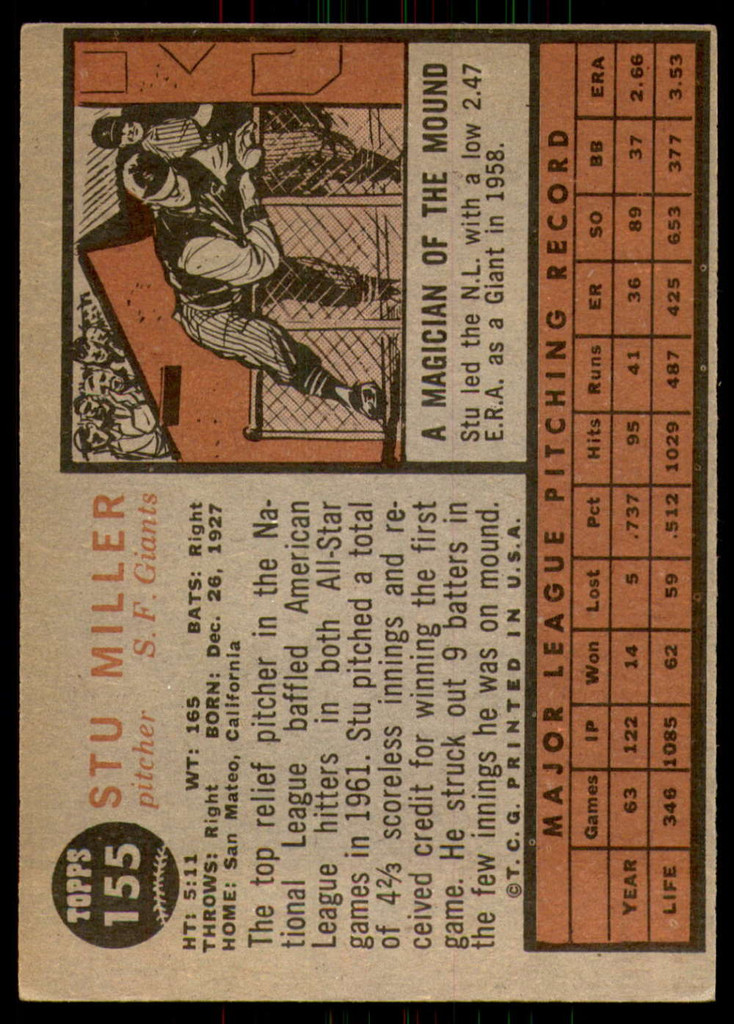 TOPPS
155
STU MILLER
pitcher S. F. Giants
HT: 5:11 WT: 165 BATS: Right
THROWS: Right BORN: Dec. 26, 1927
HOME: San Mateo, California
The top relief pitcher in the Na-
tional League baffled American
League hitters in both All-Star
games in 1961. Stu pitched a total
of 4⅔ scoreless innings and re-
ceived credit for winning the first
game. He struck out 9 batters in
the few innings he was on mound.
©T.C.G. PRINTED IN U.S.A.
A MAGICIAN OF THE MOUND
Stu led the N.L. with a low 2.47
E.R.A. as a Giant in 1958.
MAJOR LEAGUE PITCHING RECORD
Games IP Won Lost Pct Hits Runs ER SO BB ERA
YEAR 63 122 14 5 .737 95 41 36 89 37 2.66
LIFE 346 1085 62 59 .512 1029 487 425 653 377 3.53